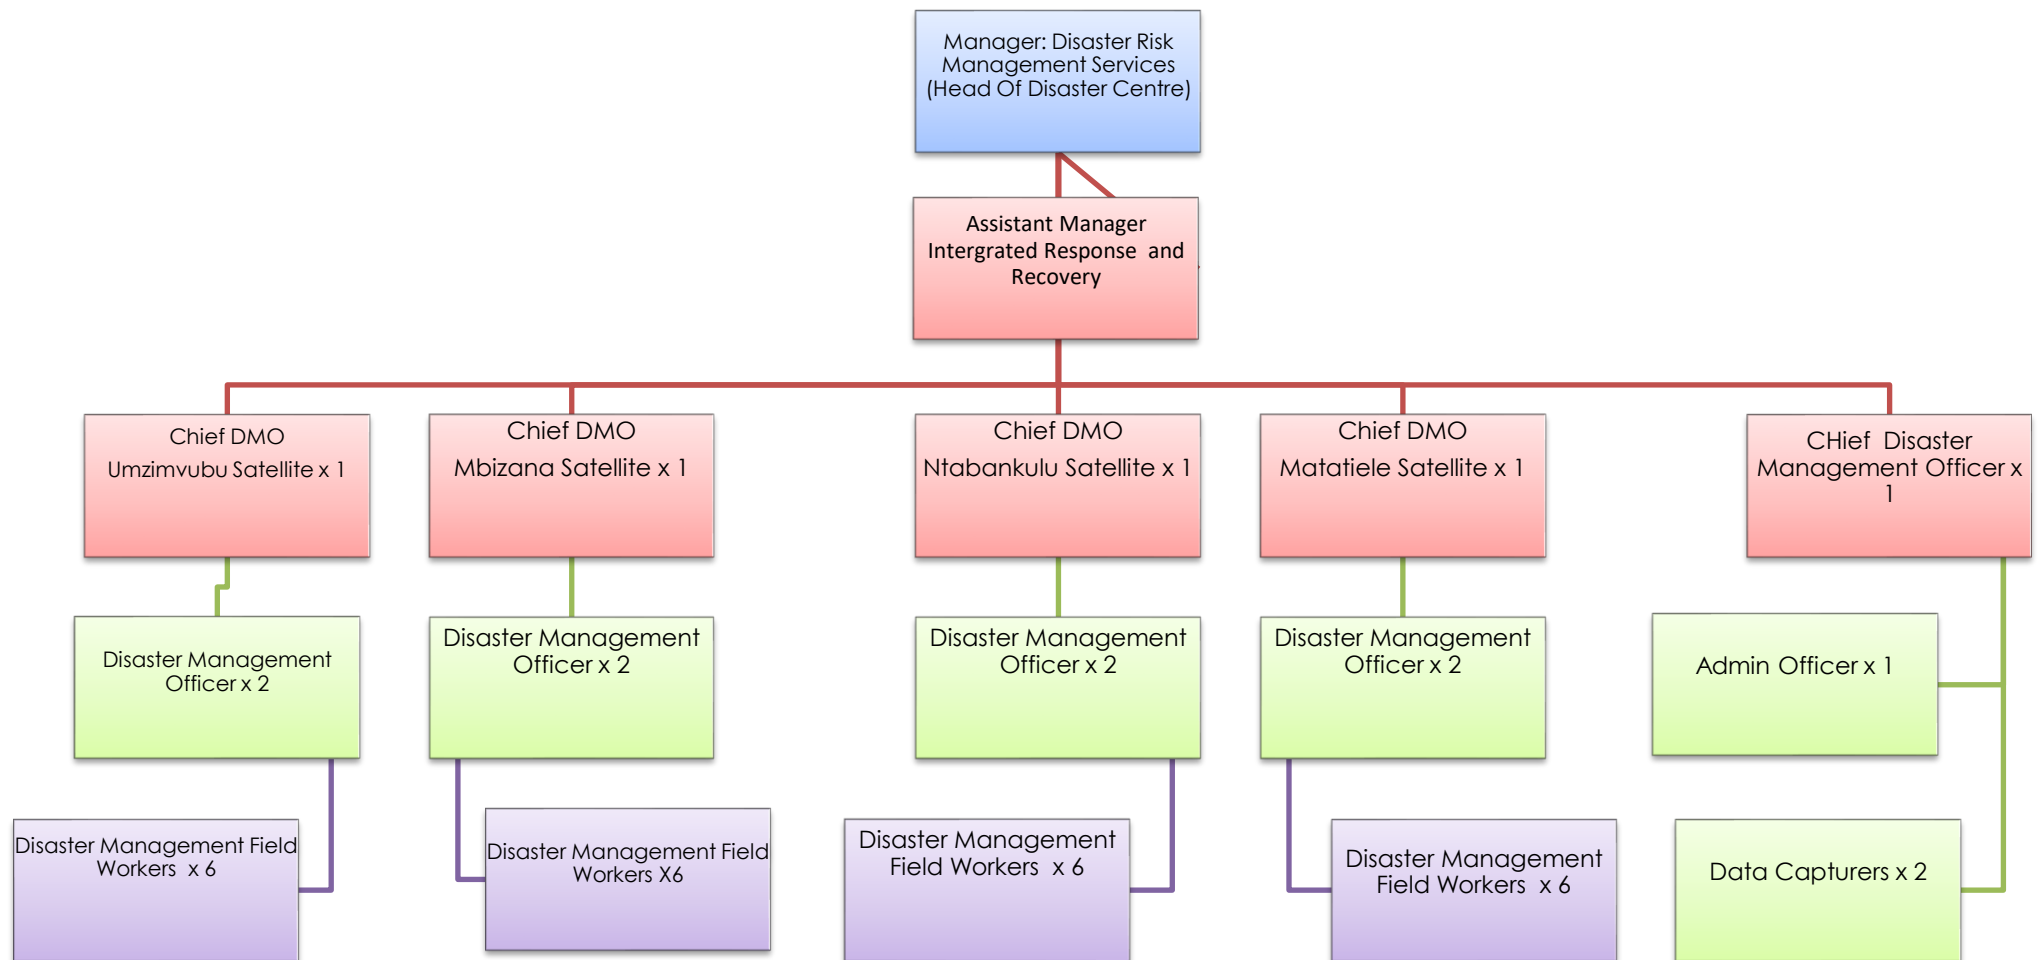 Manager: Disaster Risk
Management Services
(Head Of Disaster Centre)
Assistant Manager
Intergrated Response  and
Recovery
Chief DMO
Umzimvubu Satellite x 1
Chief DMO
Mbizana Satellite x 1
Chief DMO
Ntabankulu Satellite x 1
Chief DMO
Matatiele Satellite x 1
CHief  Disaster
Management Officer x
1
Disaster Management
Officer x 2
Disaster Management
Officer x 2
Disaster Management
Officer x 2
Disaster Management
Officer x 2
Admin Officer x 1
Disaster Management Field
Workers  x 6
Disaster Management Field
Workers X6
Disaster Management
Field Workers  x 6
Disaster Management
Field Workers  x 6
Data Capturers x 2